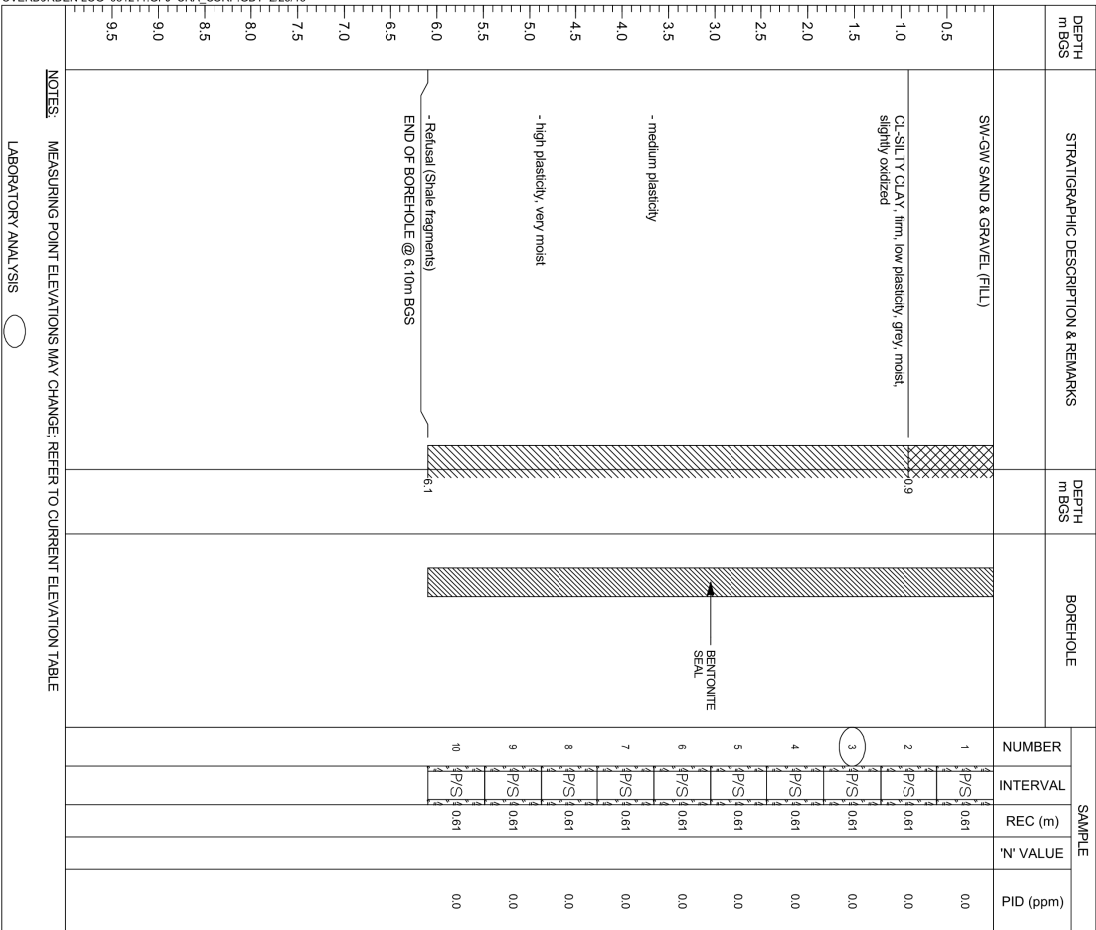 DEPTH
m BGS
STRATIGRAPHIC DESCRIPTION & REMARKS
DEPTH
m BGS
BOREHOLE
SAMPLE
NUMBER
INTERVAL
REC (m)
'N' VALUE
PID (ppm)
SW-GW SAND & GRAVEL (FILL)
0.5
1 P/S 0.61 0.0
0.9
1.0
CL-SILTY CLAY, firm, low plasticity, grey, moist,
slightly oxidized
2 P/S 0.61 0.0
1.5
3 P/S 0.61 0.0
2.0
4 P/S 0.61 0.0
2.5
5 P/S 0.61 0.0
3.0
BENTONITE
SEAL
6 P/S 0.61 0.0
3.5
- medium plasticity
4.0
7 P/S 0.61 0.0
4.5
8 P/S 0.61 0.0
5.0
- high plasticity, very moist
9 P/S 0.61 0.0
5.5
10 P/S 0.61 0.0
6.0
6.1
- Refusal (Shale fragments)
END OF BOREHOLE @ 6.10m BGS
6.5
7.0
7.5
8.0
8.5
9.0
9.5
NOTES: MEASURING POINT ELEVATIONS MAY CHANGE; REFER TO CURRENT ELEVATION TABLE
LABORATORY ANALYSIS